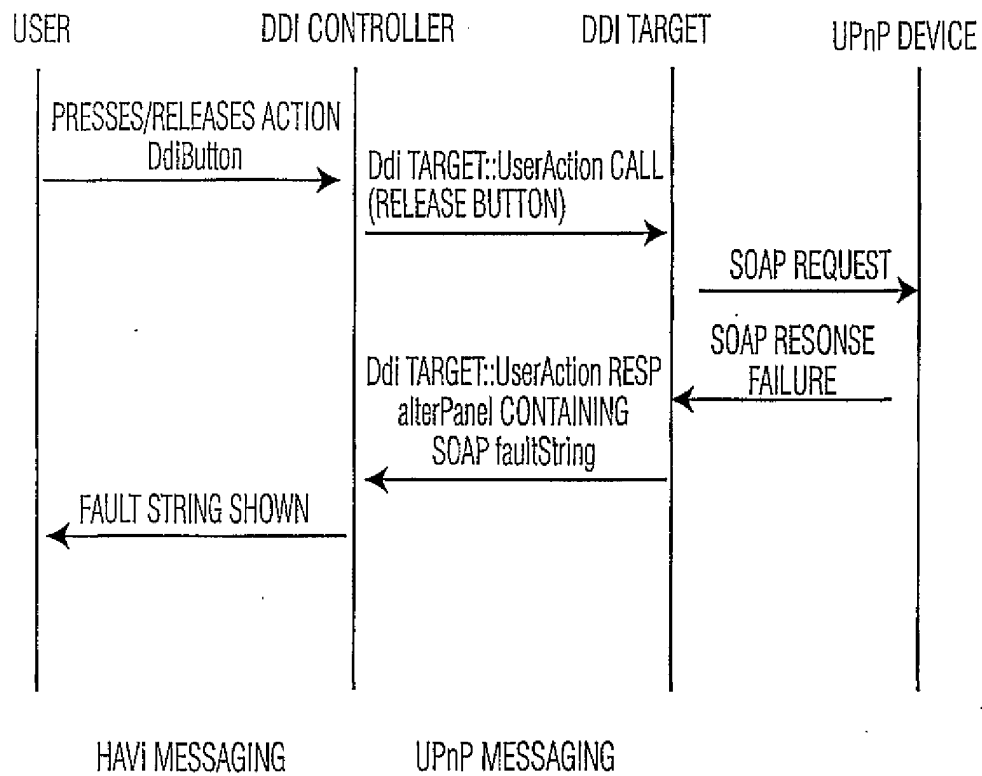 USER
DDI CONTROLLER
DDI TARGET
UPnP DEVICE
PRESSES/RELEASES ACTION
DdiButton
Ddi TARGET::UserAction CALL
(RELEASE BUTTON)
SOAP REQUEST
SOAP RESONSE
FAILURE
Ddi TARGET::UserAction RESP
alterPanel CONTAINING
SOAP faultString
FAULT STRING SHOWN
HAVi MESSAGING
UPnP MESSAGING